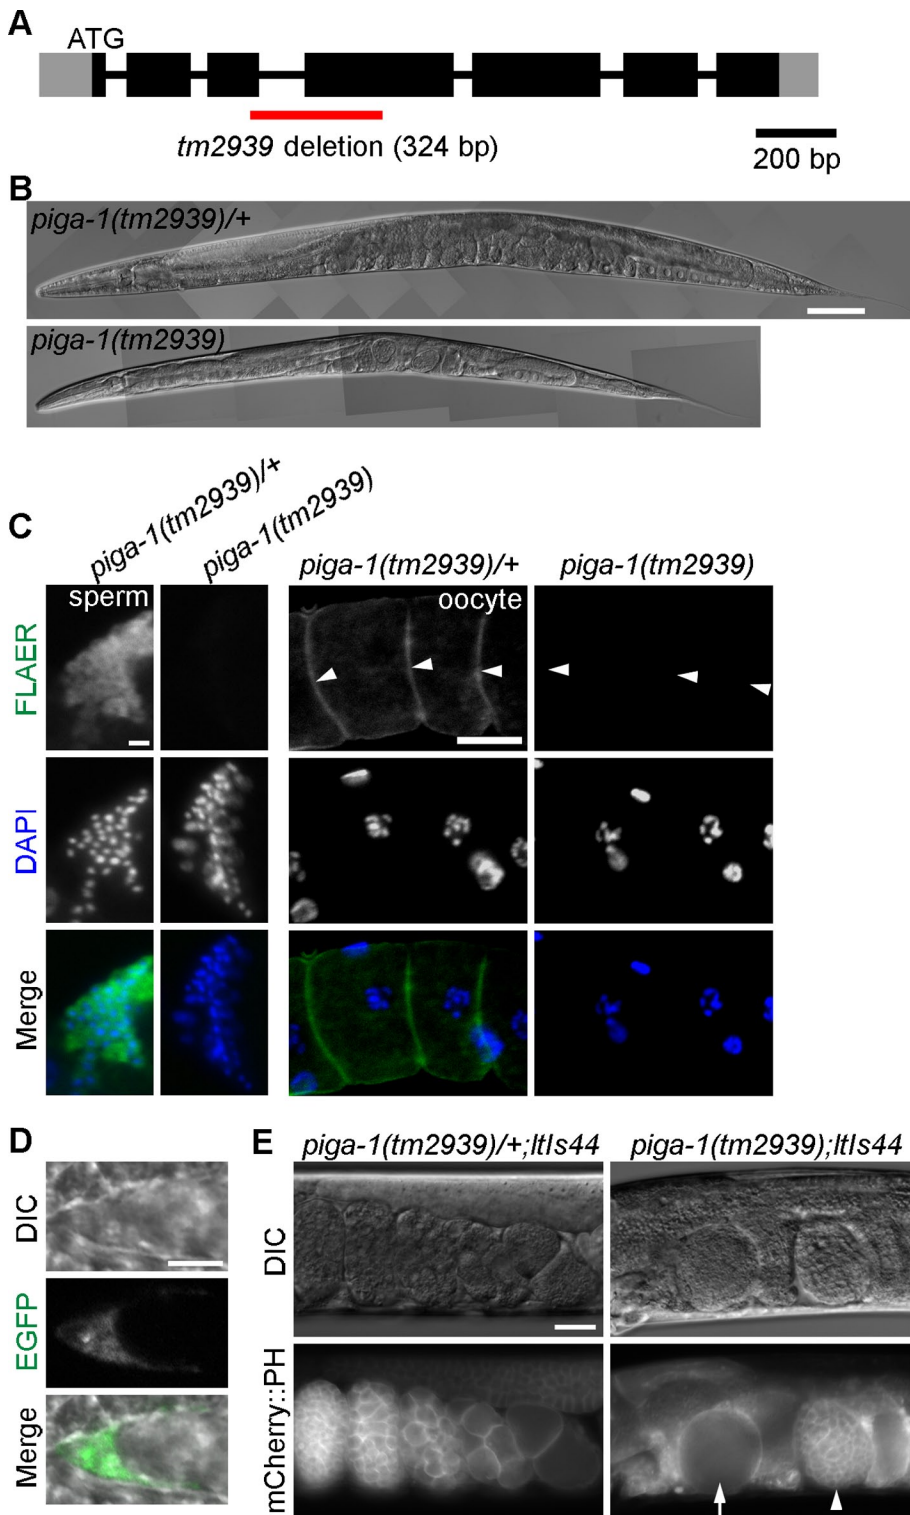 A
ATG
tm2939 deletion (324 bp)
200 bp
B
piga-1(tm2939)/+
piga-1(tm2939)
C
piga-1(tm2939)/+
piga-1(tm2939)
piga-1(tm2939)/+
piga-1(tm2939)
sperm
oocyte
FLAER
DAPI
Merge
D
DIC
EGFP
Merge
E
piga-1(tm2939)/+;ltIs44
piga-1(tm2939);ltIs44
DIC
mCherry::PH